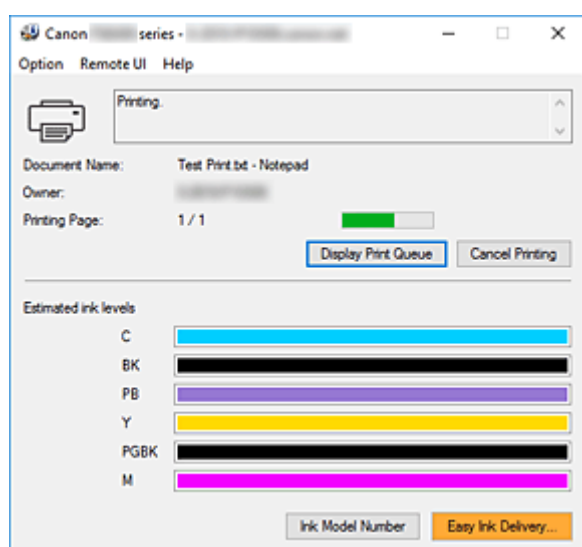 Canon series -
Option Remote UI Help
Printing.
Document Name: Test Print.txt - Notepad
Owner:
Printing Page: 1 / 1
Display Print Queue Cancel Printing
Estimated ink levels
C
BK
PB
Y
PGBK
M
Ink Model Number Easy Ink Delivery...